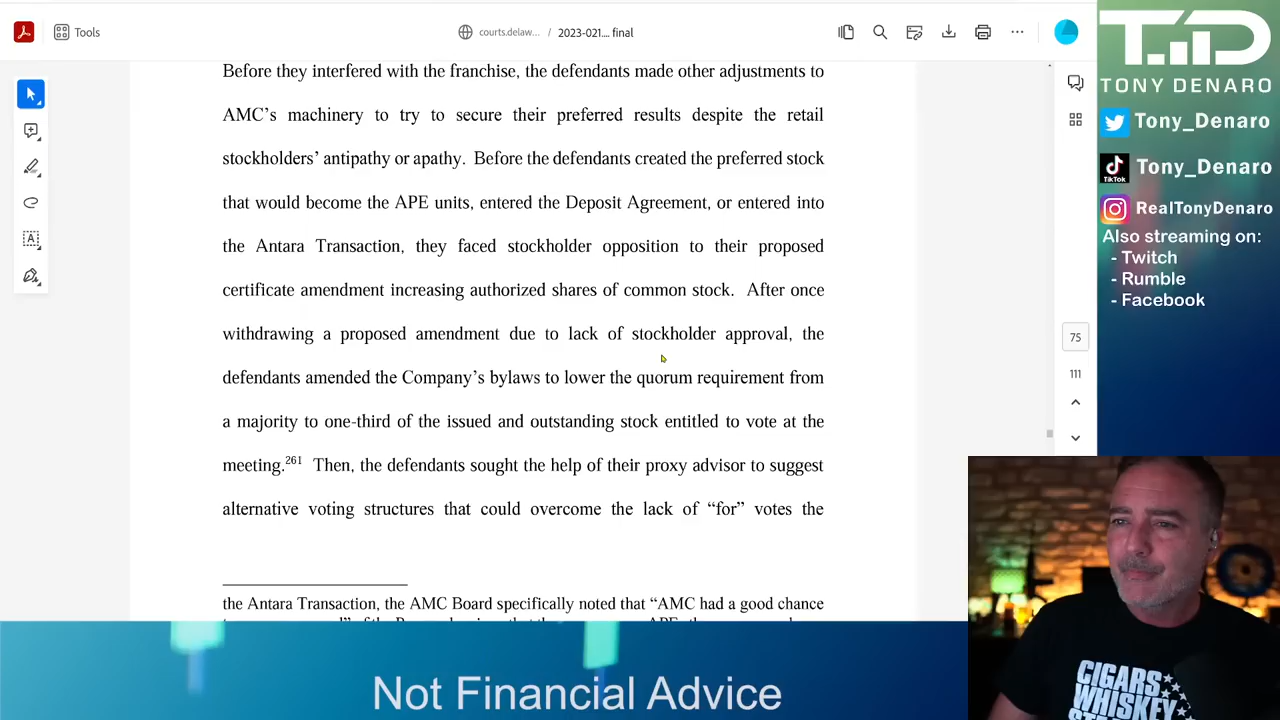 Tools
courts.delaw... / 2023-021.... final
Before they interfered with the franchise, the defendants made other adjustments to
AMC's machinery to try to secure their preferred results despite the retail
stockholders' antipathy or apathy. Before the defendants created the preferred stock
that would become the APE units, entered the Deposit Agreement, or entered into
the Antara Transaction, they faced stockholder opposition to their proposed
certificate amendment increasing authorized shares of common stock. After once
withdrawing a proposed amendment due to lack of stockholder approval, the
defendants amended the Company's bylaws to lower the quorum requirement from
a majority to one-third of the issued and outstanding stock entitled to vote at the
meeting.261 Then, the defendants sought the help of their proxy advisor to suggest
alternative voting structures that could overcome the lack of “for” votes the
the Antara Transaction, the AMC Board specifically noted that “AMC had a good chance
75
111
TD
TONY DENARO
Tony_Denaro
TikTok
Tony_Denaro
RealTonyDenaro
Also streaming on:
- Twitch
- Rumble
- Facebook
CIGARS
WHISKEY
Not Financial Advice